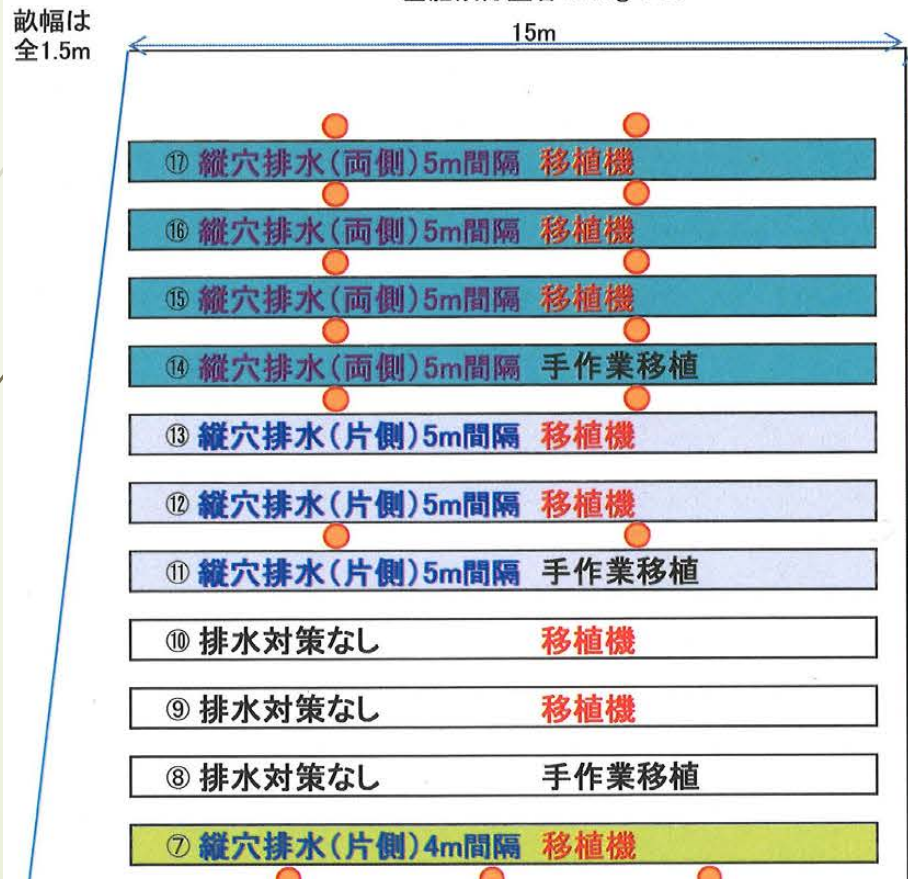 畝幅は
全1.5m
15m
⑰ 縦穴排水(両側)5m間隔 移植機
⑯ 縦穴排水(両側)5m間隔 移植機
⑮ 縦穴排水(両側)5m間隔 移植機
⑭ 縦穴排水(両側)5m間隔 手作業移植
⑬ 縦穴排水(片側)5m間隔 移植機
⑫ 縦穴排水(片側)5m間隔 移植機
⑪ 縦穴排水(片側)5m間隔 手作業移植
⑩ 排水対策なし 移植機
⑨ 排水対策なし 移植機
⑧ 排水対策なし 手作業移植
⑦ 縦穴排水(片側)4m間隔 移植機